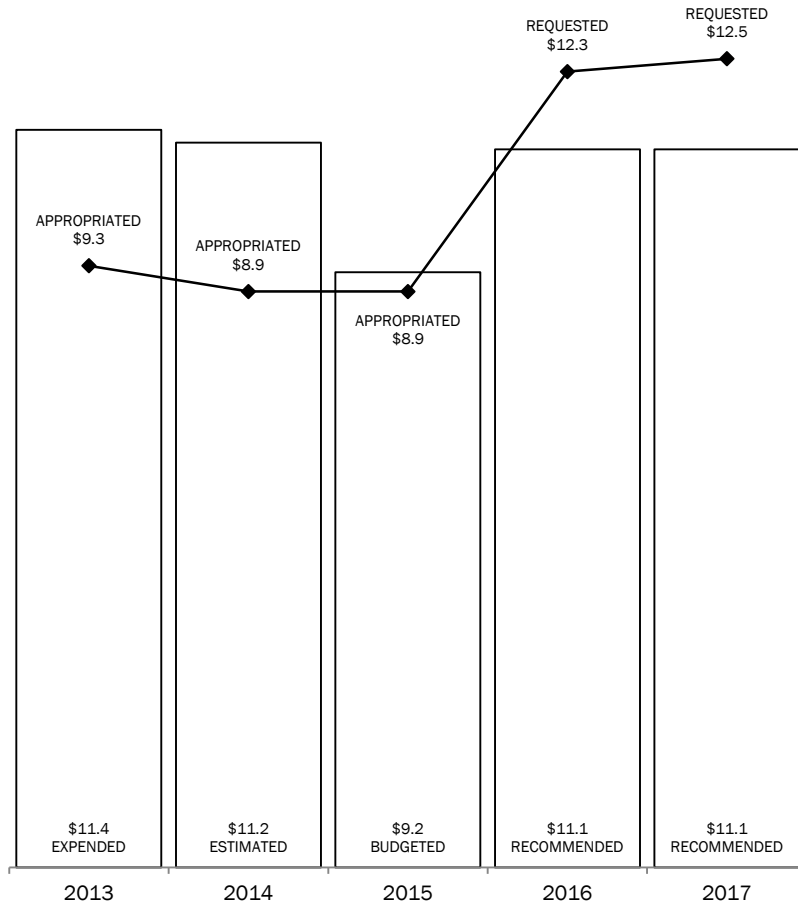 REQUESTED
$12.3
REQUESTED
$12.5
APPROPRIATED
$9.3
APPROPRIATED
$8.9
APPROPRIATED
$8.9
$11.4
EXPENDED
$11.2
ESTIMATED
$9.2
BUDGETED
$11.1
RECOMMENDED
$11.1
RECOMMENDED
2013
2014
2015
2016
2017